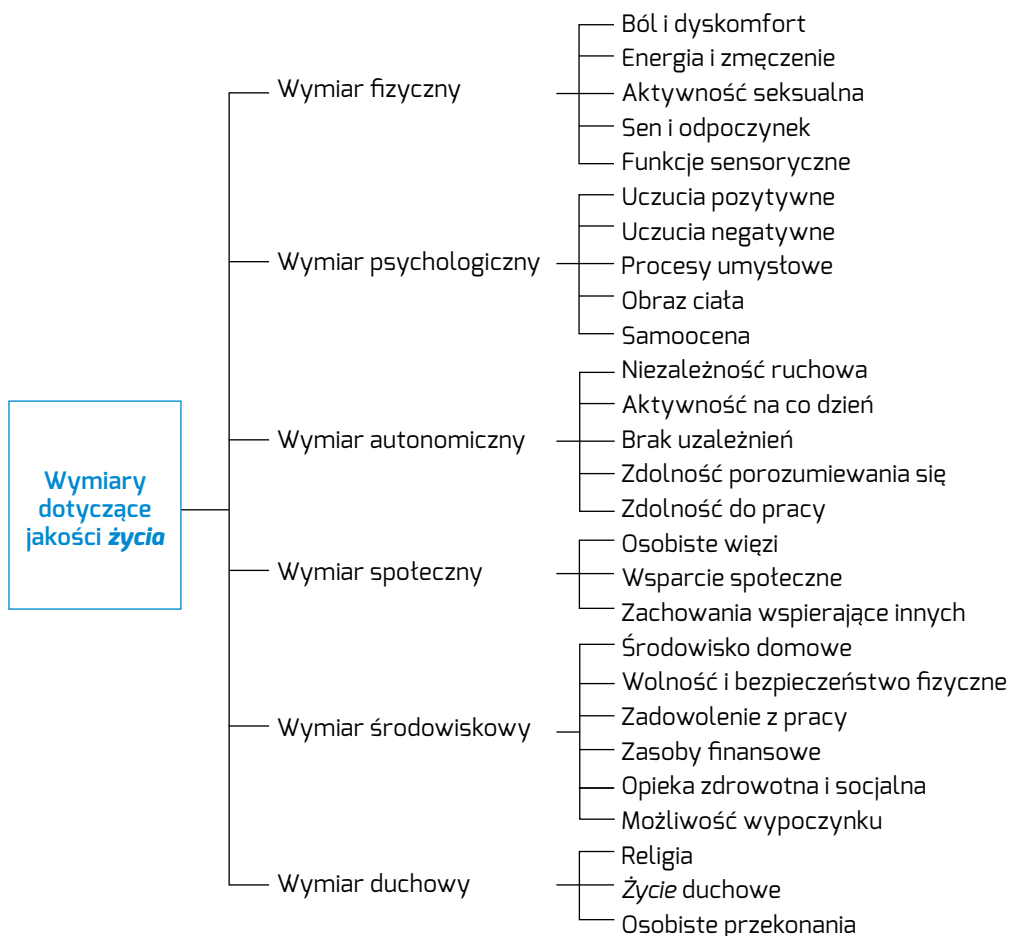 Wymiary
dotyczące
jakości życia
Wymiar fizyczny
Ból i dyskomfort
Energia i zmęczenie
Aktywność seksualna
Sen i odpoczynek
Funkcje sensoryczne
Wymiar psychologiczny
Uczucia pozytywne
Uczucia negatywne
Procesy umysłowe
Obraz ciała
Samoocena
Wymiar autonomiczny
Niezależność ruchowa
Aktywność na co dzień
Brak uzależnień
Zdolność porozumiewania się
Zdolność do pracy
Wymiar społeczny
Osobiste więzi
Wsparcie społeczne
Zachowania wspierające innych
Wymiar środowiskowy
Środowisko domowe
Wolność i bezpieczeństwo fizyczne
Zadowolenie z pracy
Zasoby finansowe
Opieka zdrowotna i socjalna
Możliwość wypoczynku
Wymiar duchowy
Religia
Życie duchowe
Osobiste przekonania